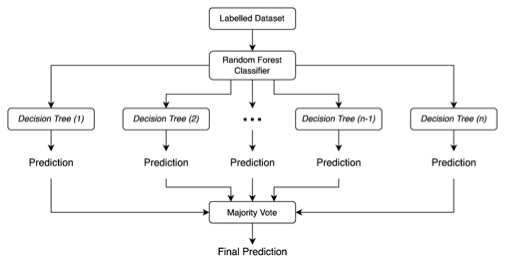 Labelled Dataset
Random Forest
Classifier
Decision Tree (1)
Decision Tree (2)
...
Decision Tree (n-1)
Decision Tree (n)
Prediction
Prediction
Prediction
Prediction
Prediction
Majority Vote
Final Prediction